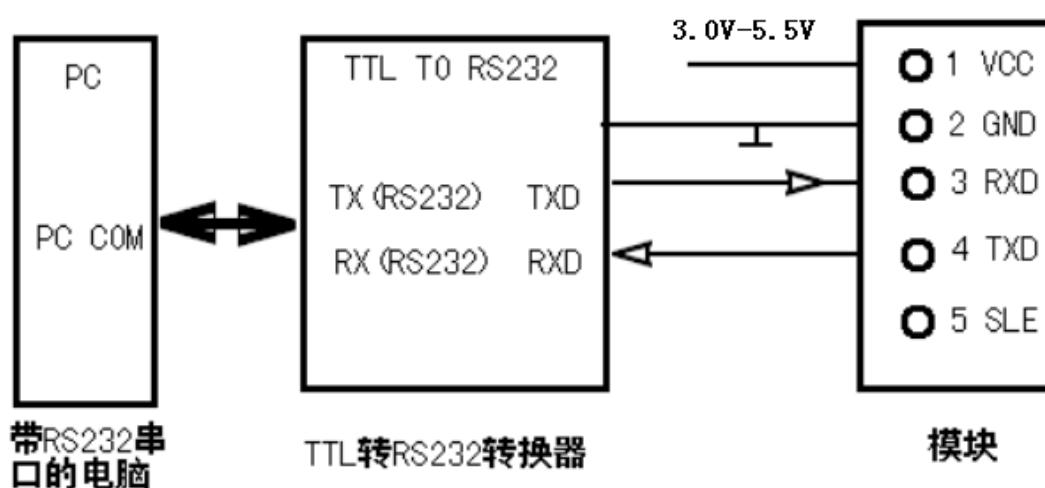 3.0V-5.5V
PC
TTL TO RS232
1 VCC
2 GND
TX(RS232) TXD
3 RXD
PC COM
RX(RS232) RXD
4 TXD
5 SLE
带RS232串
口的电脑
TTL转RS232转换器
模块